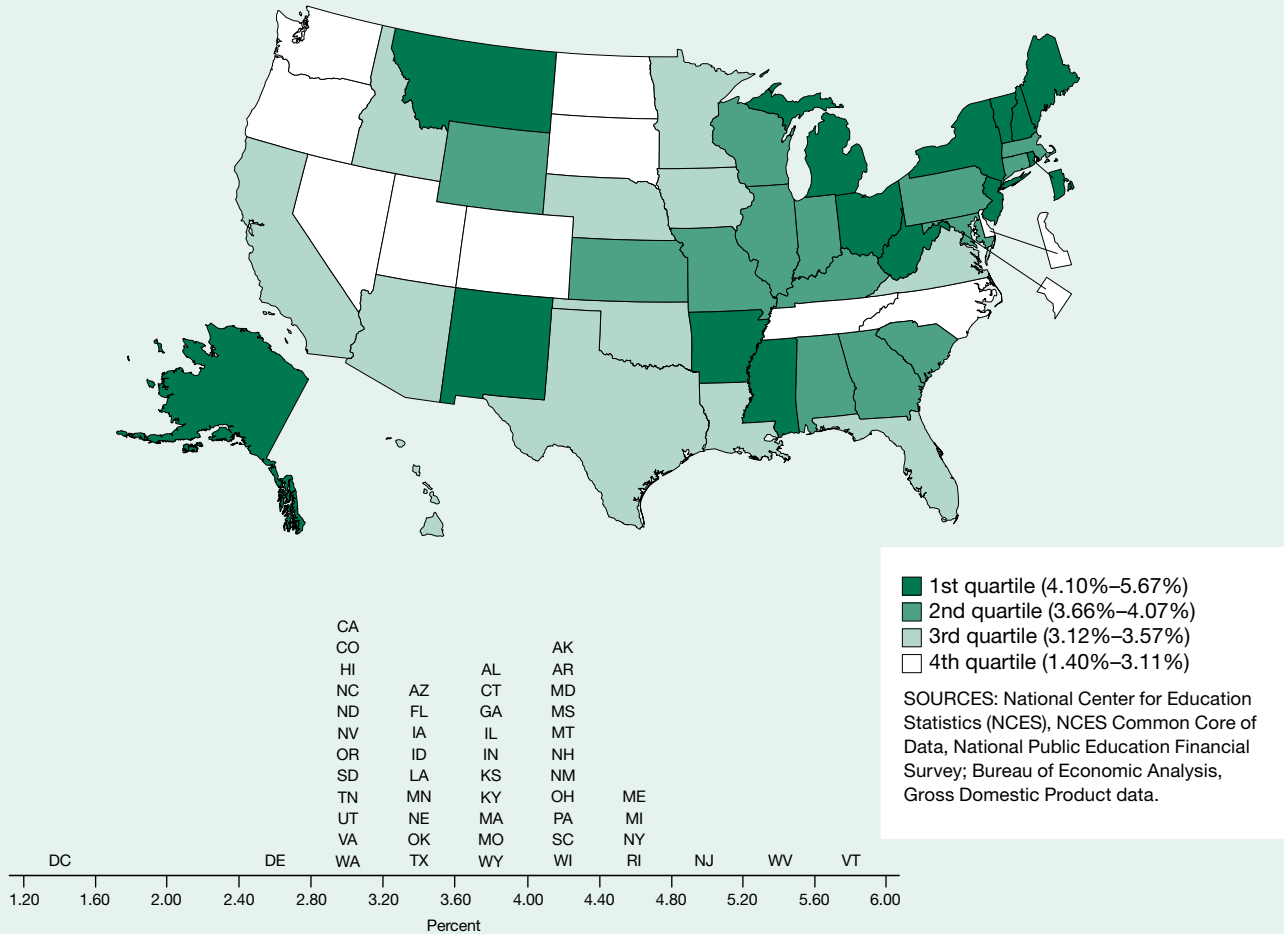 1st quartile (4.10%–5.67%)
2nd quartile (3.66%–4.07%)
3rd quartile (3.12%–3.57%)
4th quartile (1.40%–3.11%)
SOURCES: National Center for Education
Statistics (NCES), NCES Common Core of
Data, National Public Education Financial
Survey; Bureau of Economic Analysis,
Gross Domestic Product data.
CA
CO AK
HI AL AR
NC AZ CT MD
ND FL GA MS
NV IA IL MT
OR ID IN NH
SD LA KS NM
TN MN KY OH ME
UT NE MA PA MI
VA OK MO SC NY
DC DE WA TX WY WI RI NJ WV VT
1.20 1.60 2.00 2.40 2.80 3.20 3.60 4.00 4.40 4.80 5.20 5.60 6.00
Percent